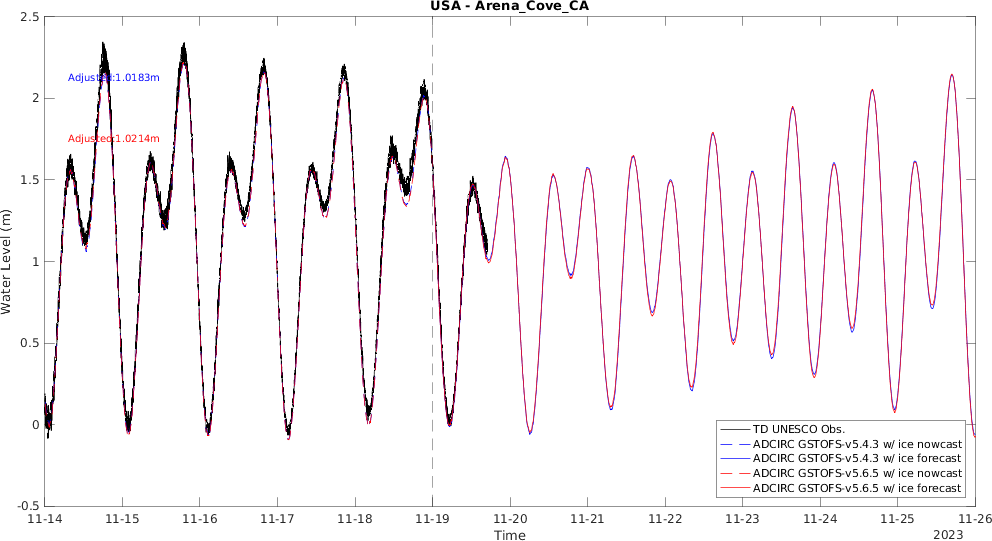 USA - Arena_Cove_CA
2.5
2
1.5
1
0.5
0
-0.5
Water Level (m)
Adjusted:1.0183m
Adjusted:1.0214m
TD UNESCO Obs.
ADCIRC GSTOFS-v5.4.3 w/ ice nowcast
ADCIRC GSTOFS-v5.4.3 w/ ice forecast
ADCIRC GSTOFS-v5.6.5 w/ ice nowcast
ADCIRC GSTOFS-v5.6.5 w/ ice forecast
11-14 11-15 11-16 11-17 11-18 11-19 11-20 11-21 11-22 11-23 11-24 11-25 11-26
Time
2023